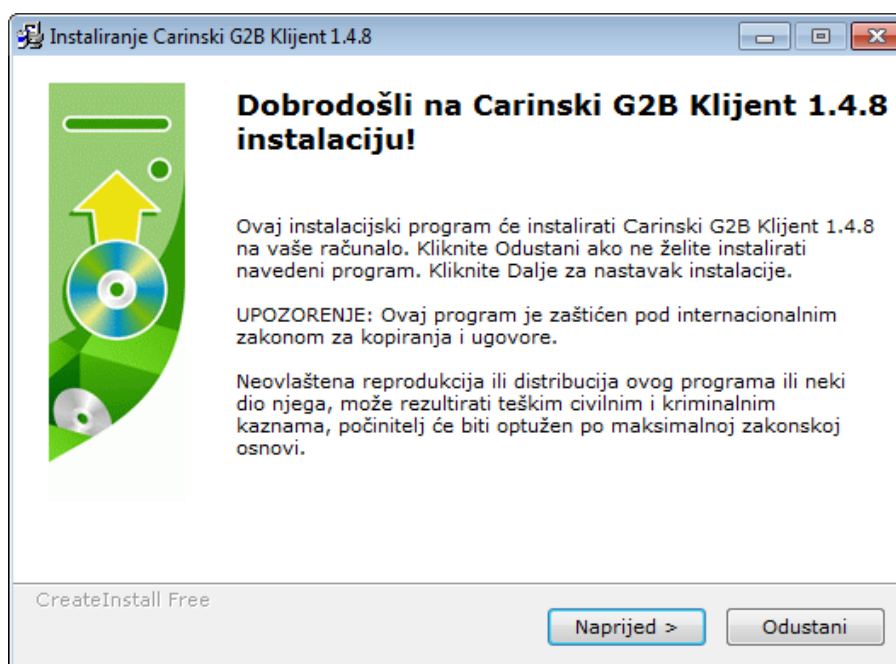 Instaliranje Carinski G2B Klijent 1.4.8
Dobrodošli na Carinski G2B Klijent 1.4.8
instalaciju!
Ovaj instalacijski program će instalirati Carinski G2B Klijent 1.4.8
na vaše računalo. Kliknite Odustani ako ne želite instalirati
navedeni program. Kliknite Dalje za nastavak instalacije.
UPOZORENJE: Ovaj program je zaštićen pod internacionalnim
zakonom za kopiranja i ugovore.
Neovlaštena reprodukcija ili distribucija ovog programa ili neki
dio njega, može rezultirati teškim civilnim i kriminalnim
kaznama, počinitelj će biti optužen po maksimalnoj zakonskoj
osnovi.
CreateInstall Free
Naprijed >
Odustani